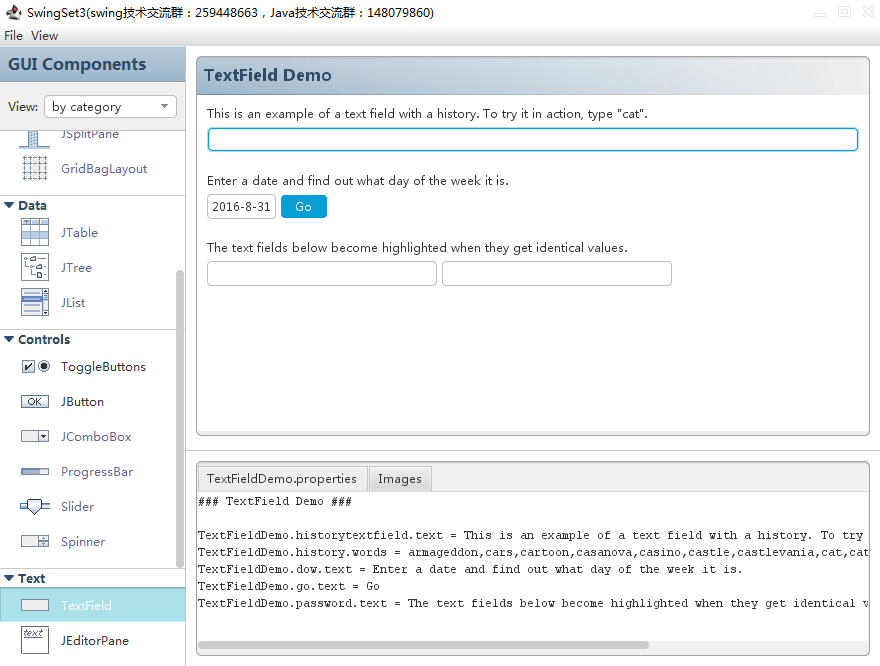 SwingSet3(swing技术交流群：259448663，Java技术交流群：148079860)
File View
GUI Components
View: by category
JSplitPane
GridBagLayout
Data
JTable
JTree
JList
Controls
ToggleButtons
OK JButton
JComboBox
ProgressBar
Slider
Spinner
Text
TextField
text JEditorPane
TextField Demo
This is an example of a text field with a history. To try it in action, type "cat".
Enter a date and find out what day of the week it is.
2016-8-31 Go
The text fields below become highlighted when they get identical values.
TextFieldDemo.properties Images
### TextField Demo ###
TextFieldDemo.historytextfield.text = This is an example of a text field with a history. To try
TextFieldDemo.history.words = armageddon,cars,cartoon,casanova,casino,castle,castlevania,cat,cat
TextFieldDemo.dow.text = Enter a date and find out what day of the week it is.
TextFieldDemo.go.text = Go
TextFieldDemo.password.text = The text fields below become highlighted when they get identical v